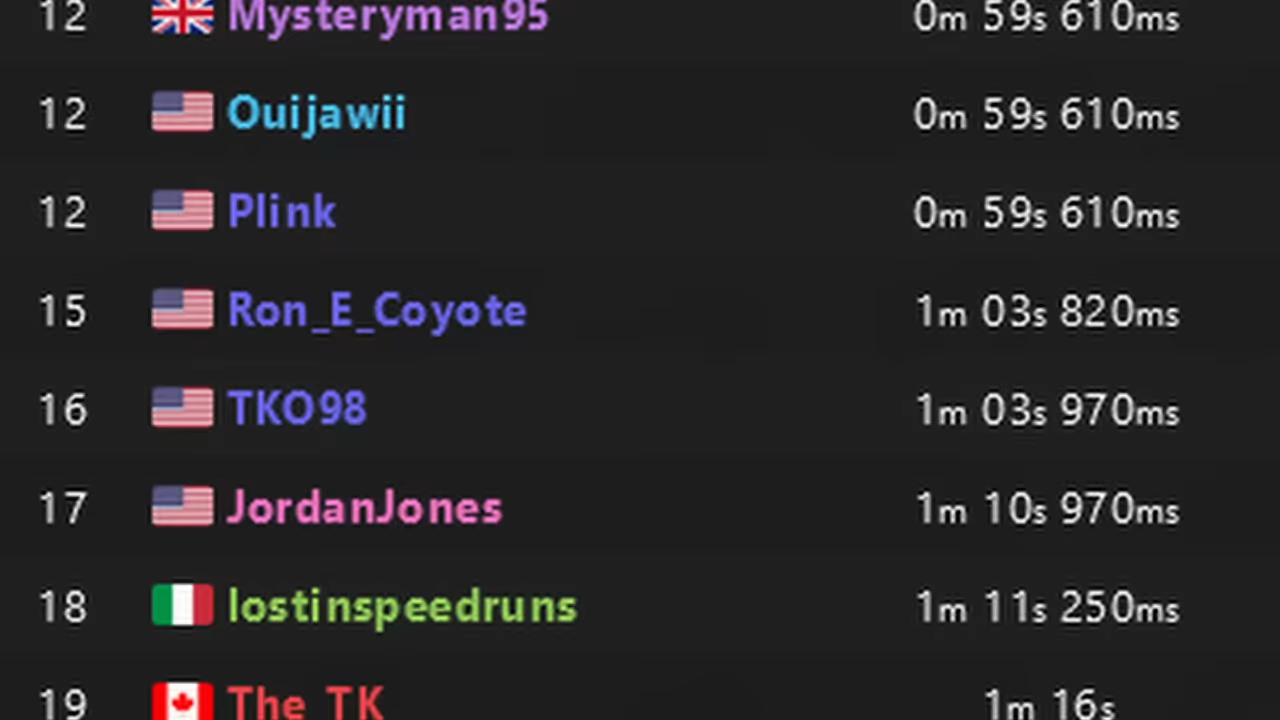 12 Mysteryman95 0m 59s 610ms
12 Ouijawii 0m 59s 610ms
12 Plink 0m 59s 610ms
15 Ron_E_Coyote 1m 03s 820ms
16 TKO98 1m 03s 970ms
17 JordanJones 1m 10s 970ms
18 lostinspeedruns 1m 11s 250ms
19 The_TK 1m 16s